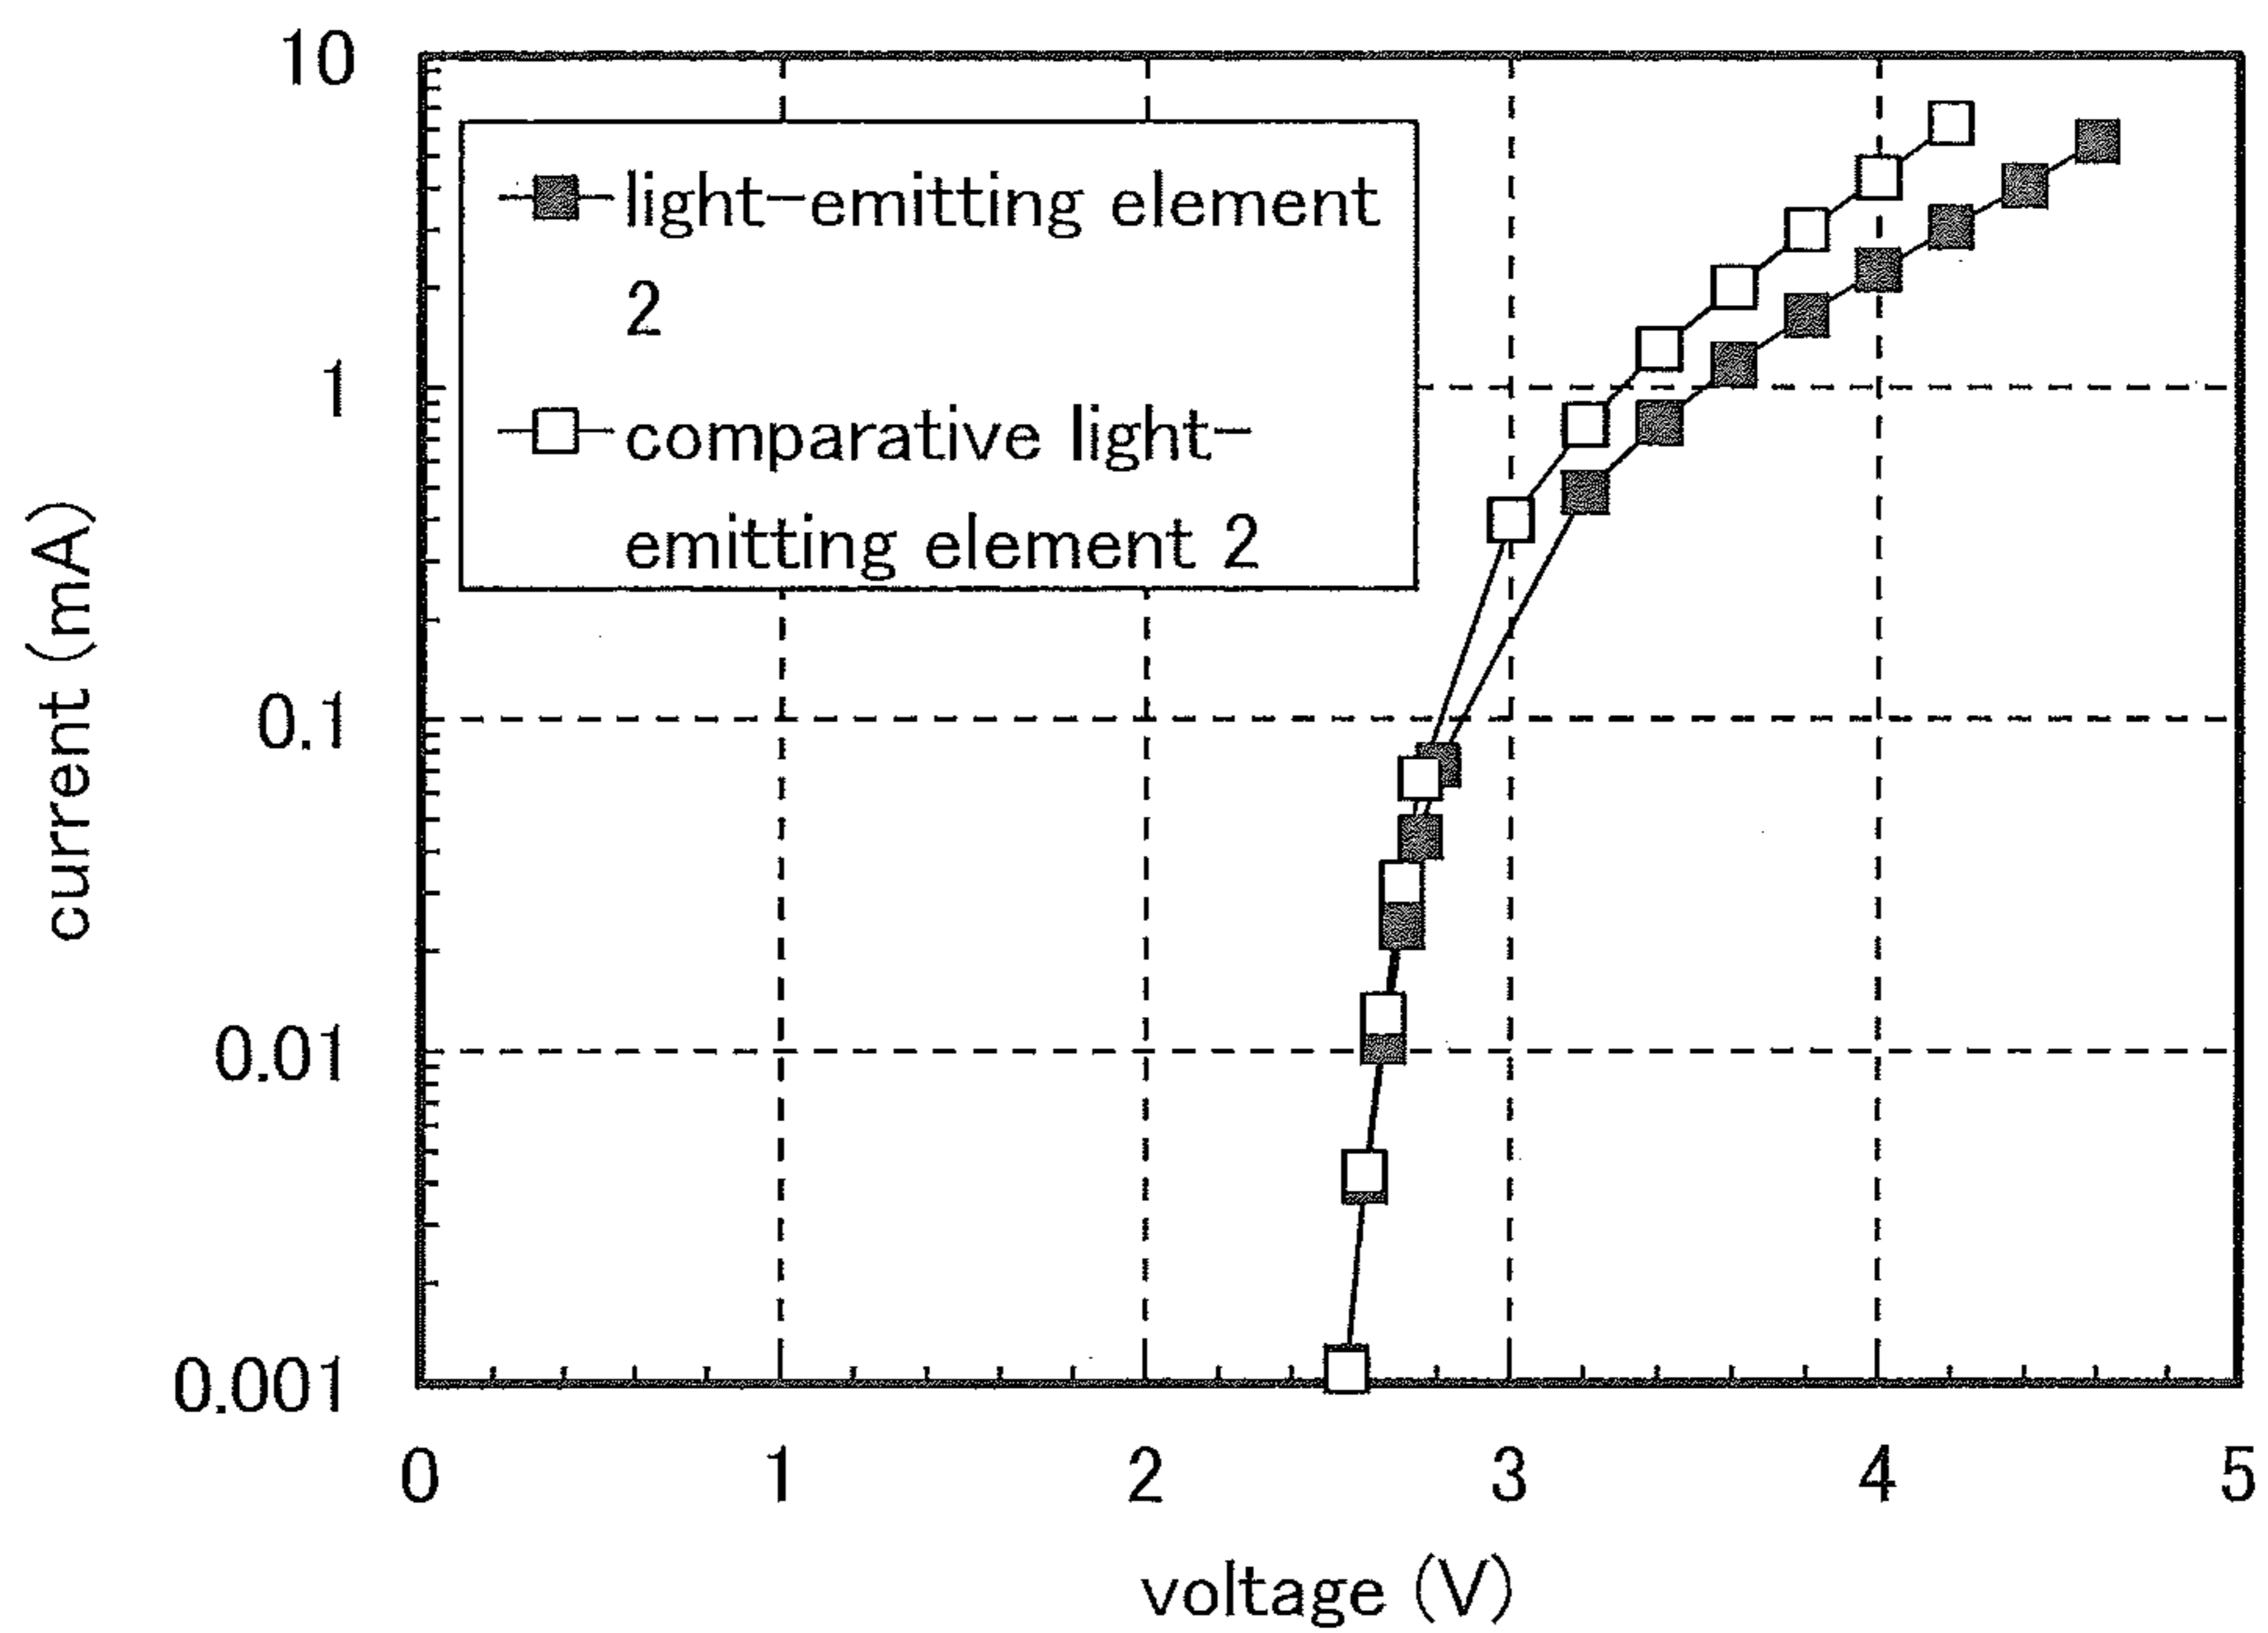 10
light-emitting element
2
1
comparative light-
emitting element 2
current (mA)
0.1
0.01
0.001
0 1 2 3 4 5
voltage (V)